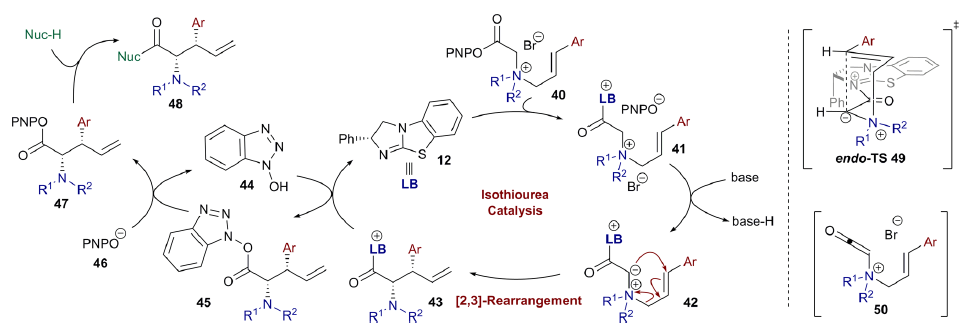 Nuc-H
O
Ar
Nuc
N
R¹
R²
48
PNPO
Ar
O
N
R¹
R²
47
PNPO⊖
46
N
N
N
OH
44
N
N
N
O
O
Ar
N
R¹
R²
45
Ph
N
N
S
12
LB
Isothiourea
Catalysis
O
PNPO
Br⊖
Ar
R¹
N⊕
R²
40
⊕
LB
O
PNPO⊖
Ar
R¹
N⊕
R²
Br⊖
41
base
base-H
⊕
LB
O
⊖
Ar
⊕
R¹
N
R²
42
[2,3]-Rearrangement
⊕
LB
O
Ar
N
R¹
R²
43
‡
Ar
H
N
⊕
N
S
Ph
O
H
⊖
N
⊕
R²
R¹
endo-TS 49
O
Br⊖
Ar
R¹
N⊕
R²
50